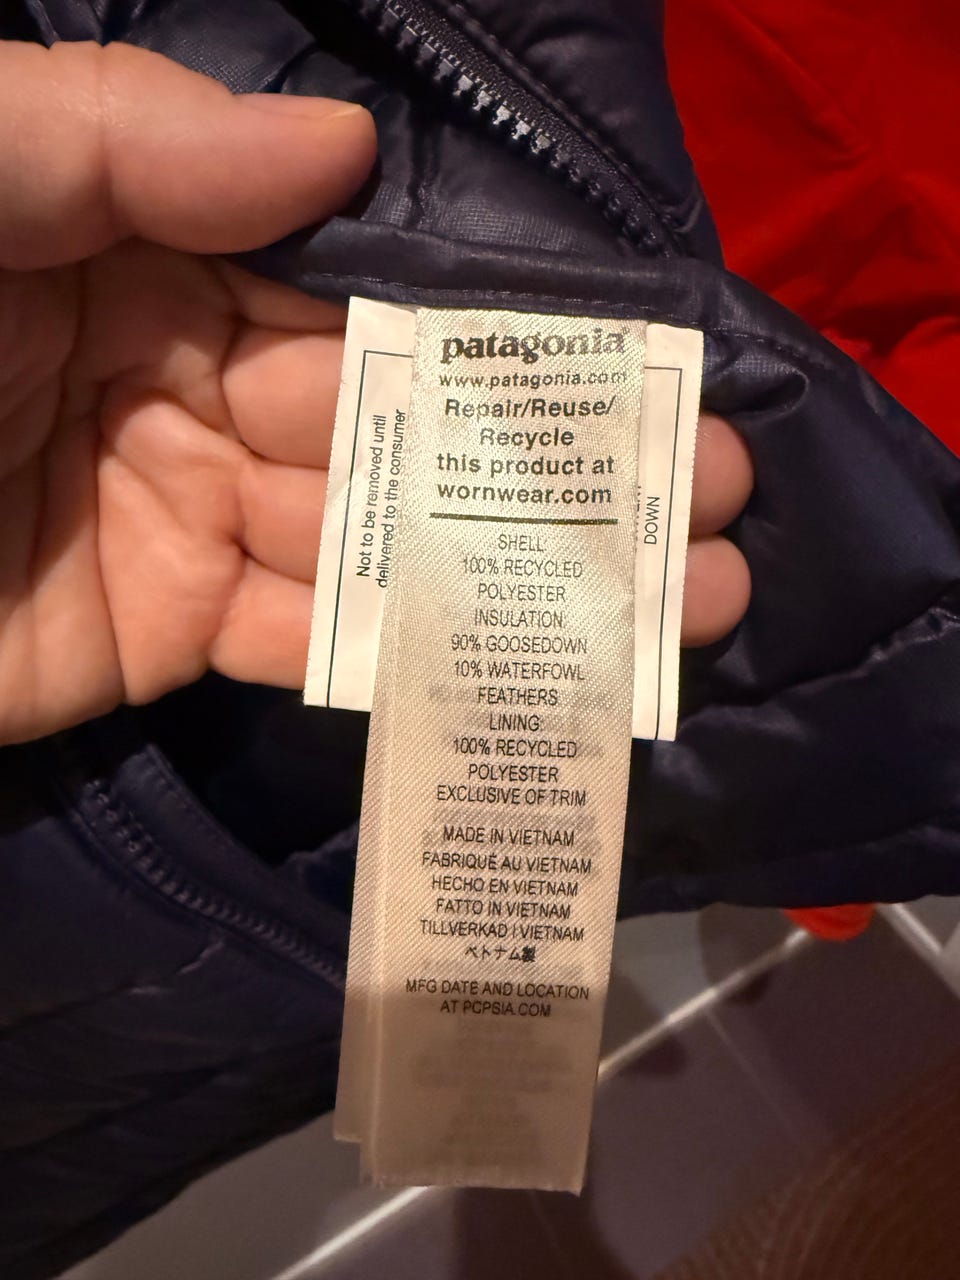 patagonia
www.patagonia.com
Repair/Reuse/
Recycle
this product at
wornwear.com
SHELL:
100% RECYCLED
POLYESTER
INSULATION:
90% GOOSEDOWN
10% WATERFOWL
FEATHERS
LINING:
100% RECYCLED
POLYESTER
EXCLUSIVE OF TRIM
MADE IN VIETNAM
FABRIQUÉ AU VIETNAM
HECHO EN VIETNAM
FATTO IN VIETNAM
TILLVERKAD I VIETNAM
ベトナム製
MFG DATE AND LOCATION
AT PCPSIA.COM
Not to be removed until
delivered to the consumer
DOWN